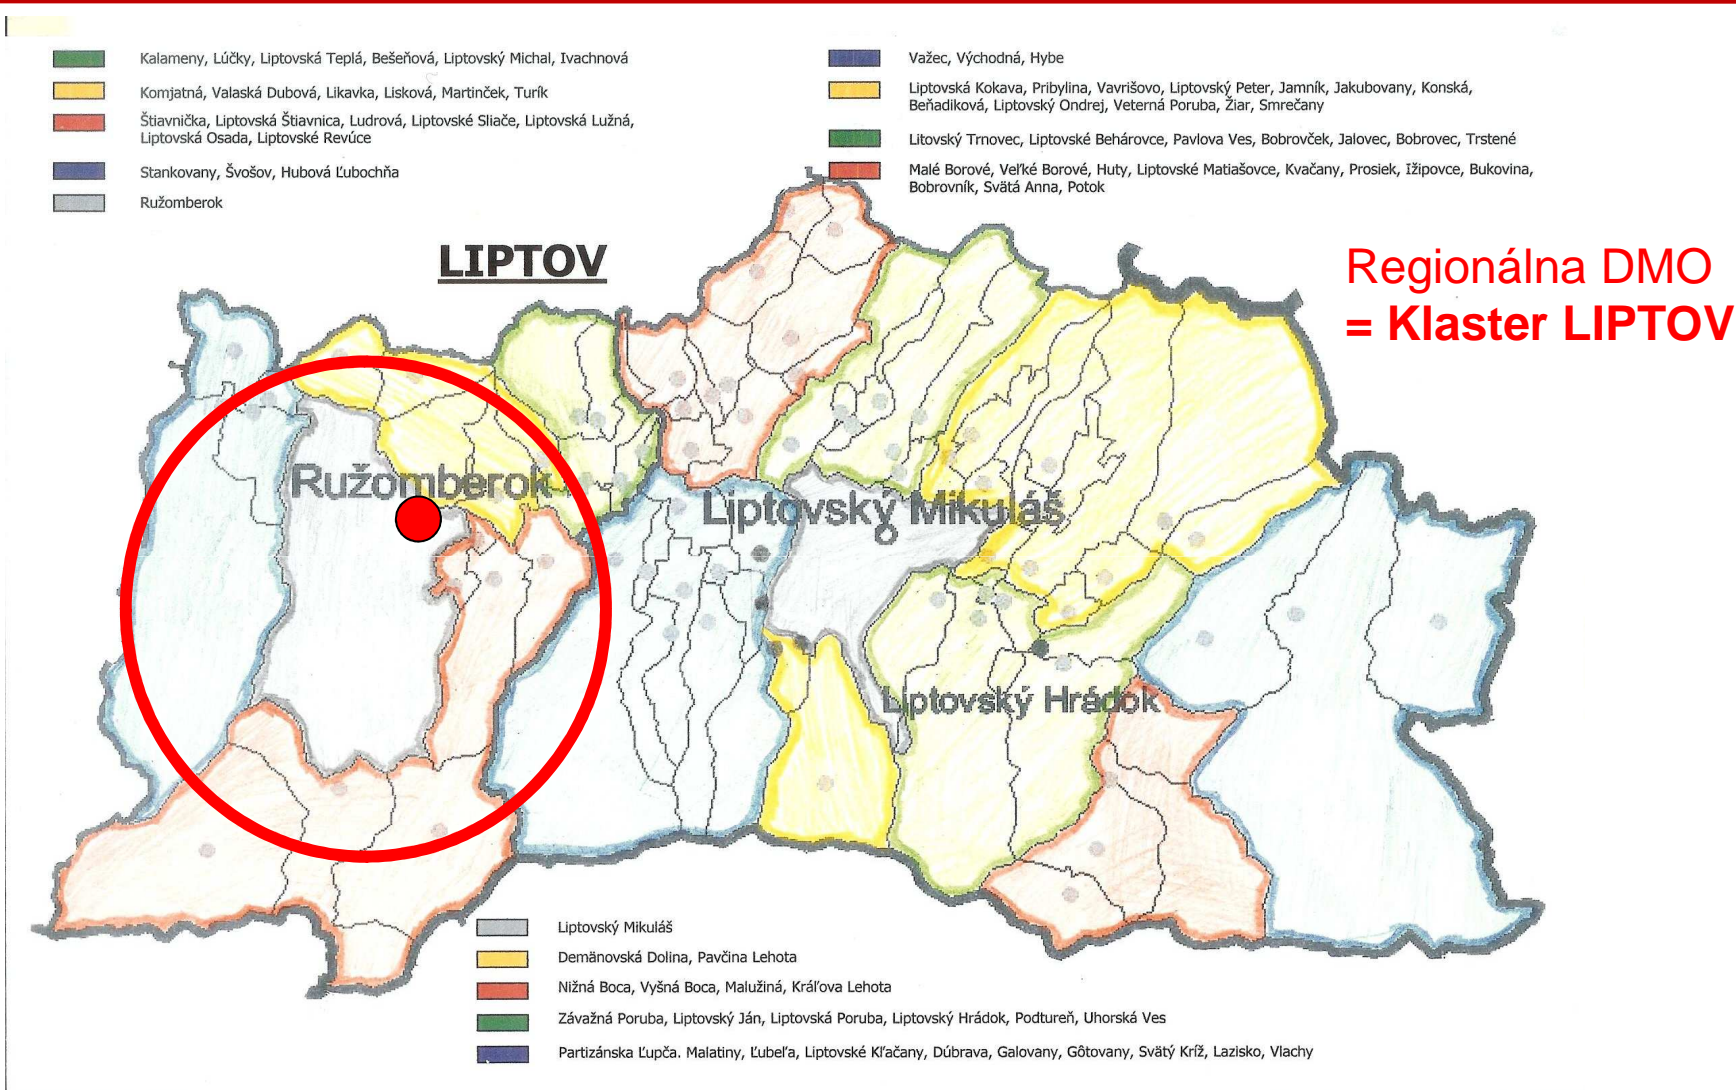 Kalameny, Lúčky, Liptovská Teplá, Bešeňová, Liptovský Michal, Ivachnová
Komjatná, Valaská Dubová, Likavka, Lisková, Martinček, Turík
Štiavnička, Liptovská Štiavnica, Ludrová, Liptovské Sliače, Liptovská Lužná,
Liptovská Osada, Liptovské Revúce
Stankovany, Švošov, Hubová Ľubochňa
Ružomberok
Važec, Východná, Hybe
Liptovská Kokava, Pribylina, Vavrišovo, Liptovský Peter, Jamník, Jakubovany, Konská,
Beňadiková, Liptovský Ondrej, Veterná Poruba, Žiar, Smrečany
Litovský Trnovec, Liptovské Behárovce, Pavlova Ves, Bobrovček, Jalovec, Bobrovec, Trstené
Malé Borové, Veľké Borové, Huty, Liptovské Matiašovce, Kvačany, Prosiek, Ižipovce, Bukovina,
Bobrovník, Svätá Anna, Potok
LIPTOV
Regionálna DMO
= Klaster LIPTOV
Ružomberok
Liptovský Mikuláš
Liptovský Hrádok
Liptovský Mikuláš
Demänovská Dolina, Pavčina Lehota
Nižná Boca, Vyšná Boca, Malužiná, Kráľova Lehota
Závažná Poruba, Liptovský Ján, Liptovská Poruba, Liptovský Hrádok, Podtureň, Uhorská Ves
Partizánska Ľupča. Malatiny, Ľubeľa, Liptovské Kľačany, Dúbrava, Galovany, Gôtovany, Svätý Kríž, Lazisko, Vlachy